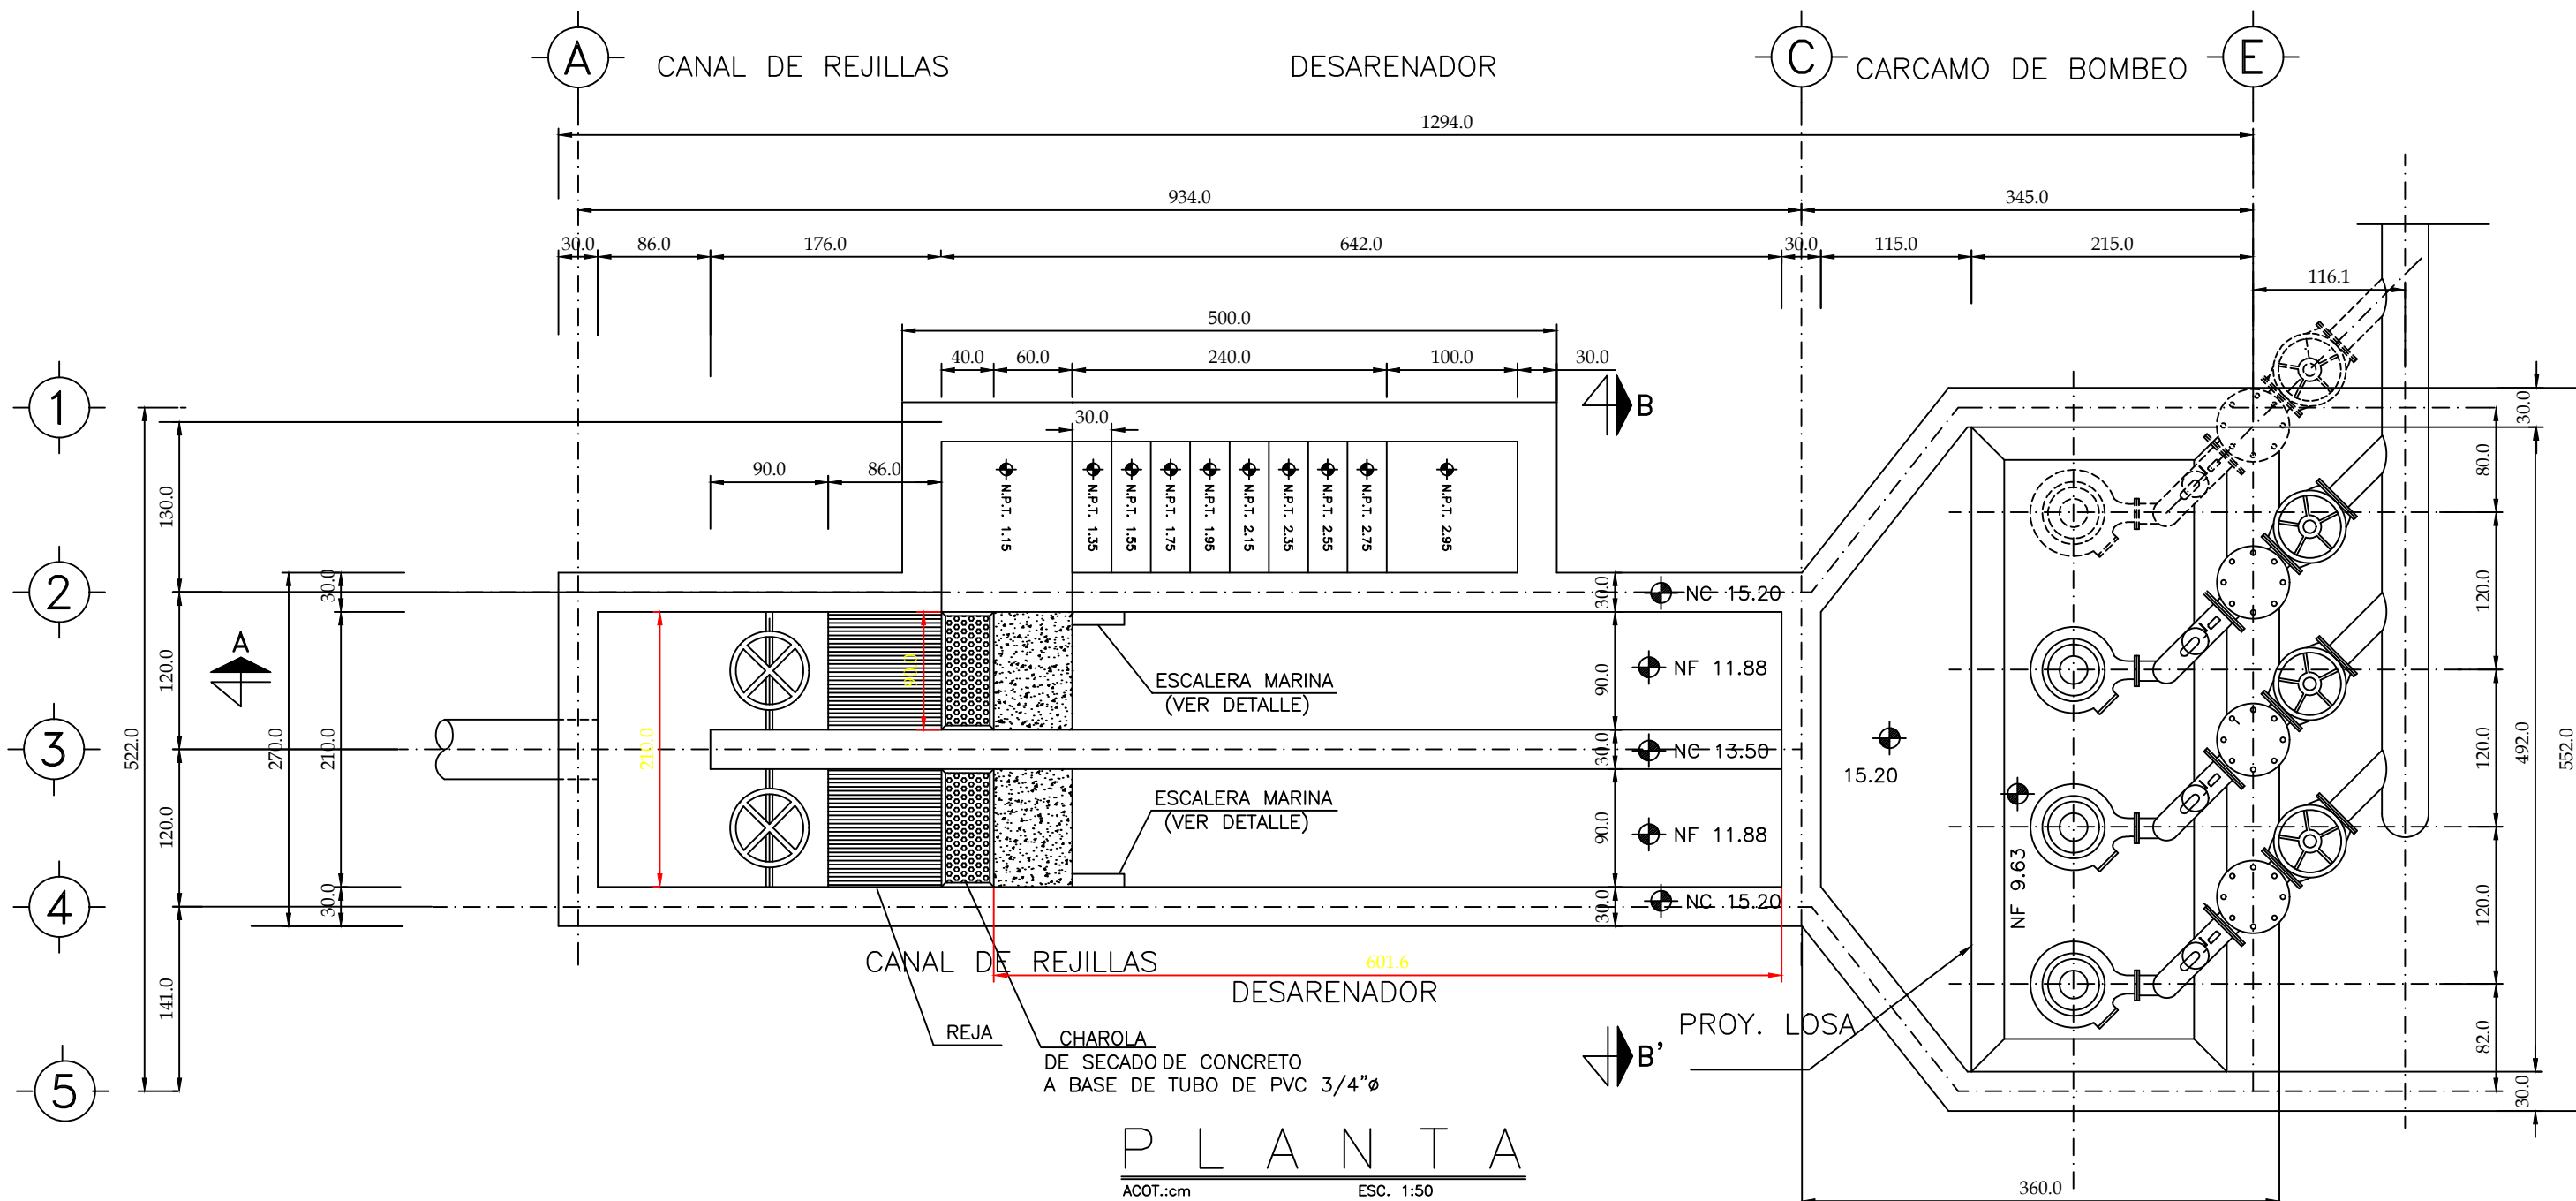 A
CANAL DE REJILLAS
DESARENADOR
C
CARCAMO DE BOMBEO
E
1294.0
934.0
345.0
30.0
86.0
176.0
642.0
30.0
115.0
215.0
116.1
500.0
40.0
60.0
240.0
100.0
30.0
1
B
30.0
30.0
90.0
86.0
80.0
130.0
N.P.T. 1.15
N.P.T. 1.35
N.P.T. 1.55
N.P.T. 1.75
N.P.T. 1.95
N.P.T. 2.15
N.P.T. 2.35
N.P.T. 2.55
N.P.T. 2.75
N.P.T. 2.95
2
30.0
30.0
NC 15.20
120.0
A
120.0
90.0
90.0
NF 11.88
ESCALERA MARINA
(VER DETALLE)
3
522.0
270.0
210.0
210.0
30.0
NC 13.50
15.20
120.0
492.0
552.0
ESCALERA MARINA
(VER DETALLE)
120.0
90.0
NF 11.88
NF 9.63
4
30.0
30.0
NC 15.20
120.0
CANAL DE REJILLAS
601.6
DESARENADOR
141.0
REJA
CHAROLA
DE SECADO DE CONCRETO
A BASE DE TUBO DE PVC 3/4"ø
B'
PROY. LOSA
82.0
5
30.0
PLANTA
ACOT.:cm
ESC. 1:50
360.0